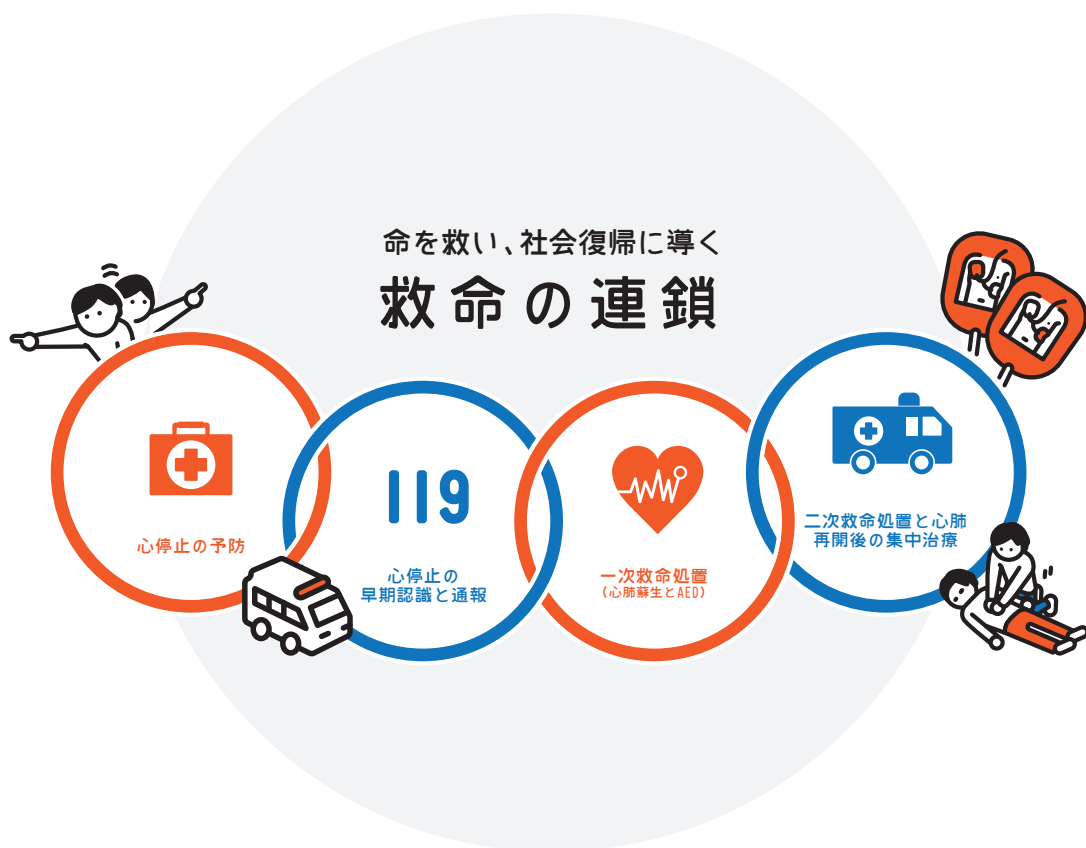 命を救い、社会復帰に導く
救命の連鎖
心停止の予防
119
心停止の
早期認識と通報
一次救命処置
(心肺蘇生とAED)
二次救命処置と心肺
再開後の集中治療